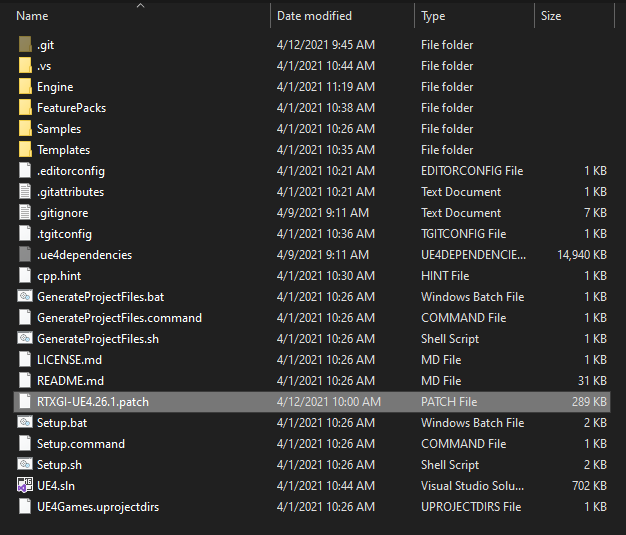 Name Date modified Type Size
.git 4/12/2021 9:45 AM File folder
.vs 4/1/2021 10:44 AM File folder
Engine 4/1/2021 11:19 AM File folder
FeaturePacks 4/1/2021 10:38 AM File folder
Samples 4/1/2021 10:26 AM File folder
Templates 4/1/2021 10:35 AM File folder
.editorconfig 4/1/2021 10:21 AM EDITORCONFIG File 1 KB
.gitattributes 4/1/2021 10:21 AM Text Document 1 KB
.gitignore 4/9/2021 9:11 AM Text Document 7 KB
.tgitconfig 4/1/2021 10:36 AM TGITCONFIG File 1 KB
.ue4dependencies 4/9/2021 9:11 AM UE4DEPENDENCIE... 14,940 KB
cpp.hint 4/1/2021 10:30 AM HINT File 1 KB
GenerateProjectFiles.bat 4/1/2021 10:26 AM Windows Batch File 1 KB
GenerateProjectFiles.command 4/1/2021 10:26 AM COMMAND File 1 KB
GenerateProjectFiles.sh 4/1/2021 10:26 AM Shell Script 1 KB
LICENSE.md 4/1/2021 10:26 AM MD File 1 KB
README.md 4/1/2021 10:26 AM MD File 31 KB
RTXGI-UE4.26.1.patch 4/12/2021 10:00 AM PATCH File 289 KB
Setup.bat 4/1/2021 10:26 AM Windows Batch File 2 KB
Setup.command 4/1/2021 10:26 AM COMMAND File 1 KB
Setup.sh 4/1/2021 10:26 AM Shell Script 2 KB
UE4.sln 4/1/2021 10:44 AM Visual Studio Solu... 702 KB
UE4Games.uprojectdirs 4/1/2021 10:26 AM UPROJECTDIRS File 1 KB